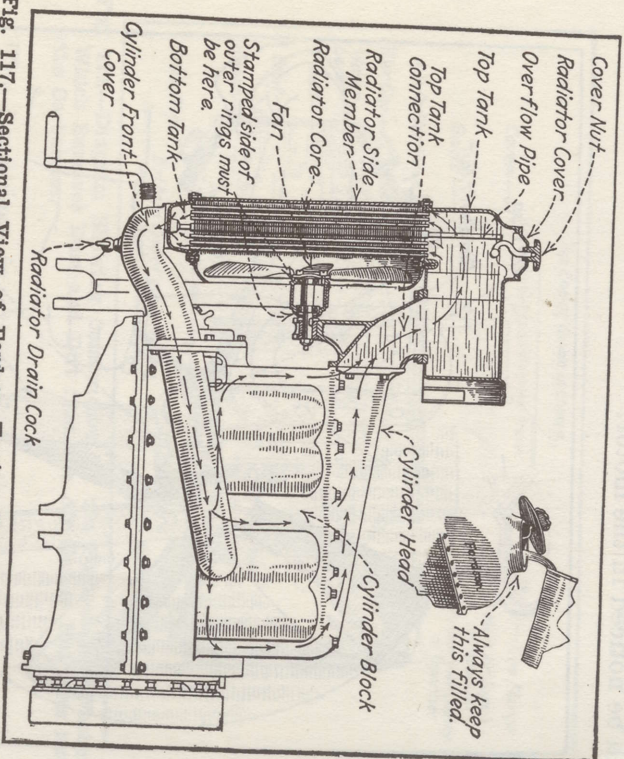 Cover Nut
Radiator Cover
Overflow Pipe
Top Tank
Top Tank
Connection
Radiator Side
Member
Radiator Core
Fan
Stamped side of
outer rings must
be here.
Bottom Tank
Cylinder Front
Cover
Radiator Drain Cock
Cylinder Head
Cylinder Block
Fordson
Always keep
this filled.
Fig. 117.—Sectional View of